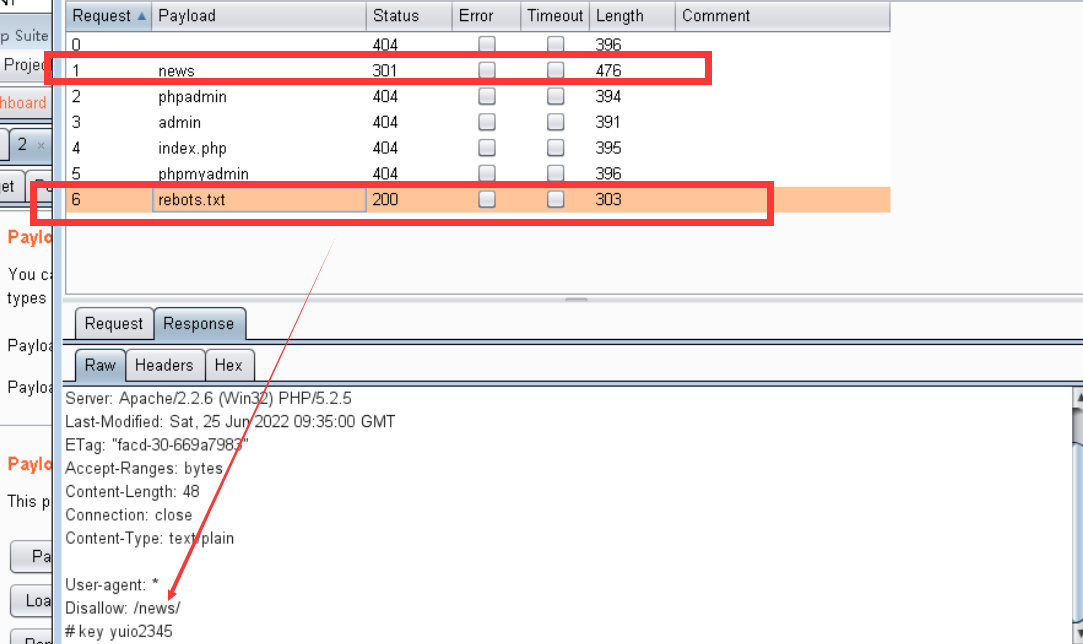 Request Payload Status Error Timeout Length Comment
p Suite
0 404 396
Projec
1 news 301 476
2 phpadmin 404 394
hboard
3 admin 404 391
2 ×
4 index.php 404 395
5 phpmyadmin 404 396
get
6 rebots.txt 200 303
Paylo
You ca
types
Request Response
Payloa
Raw Headers Hex
Payloa
Server: Apache/2.2.6 (Win32) PHP/5.2.5
Last-Modified: Sat, 25 Jun 2022 09:35:00 GMT
ETag: "facd-30-669a7983"
Paylo
Accept-Ranges: bytes
Content-Length: 48
This p
Connection: close
Content-Type: text/plain
Pa
User-agent: *
Loa
Disallow: /news/
# key yuio2345